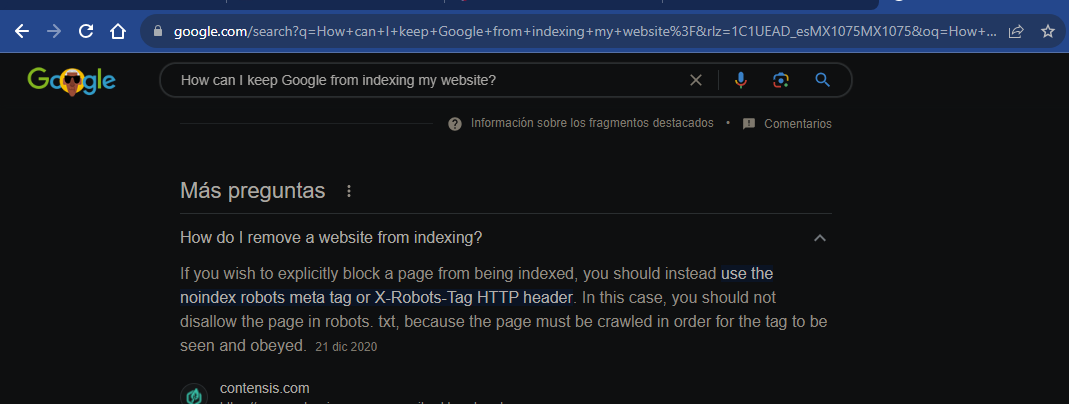 google.com/search?q=How+can+I+keep+Google+from+indexing+my+website%3F&rlz=1C1UEAD_esMX1075MX1075&oq=How+...
Google
How can I keep Google from indexing my website?
Información sobre los fragmentos destacados • Comentarios
Más preguntas
How do I remove a website from indexing?
If you wish to explicitly block a page from being indexed, you should instead use the
noindex robots meta tag or X-Robots-Tag HTTP header. In this case, you should not
disallow the page in robots. txt, because the page must be crawled in order for the tag to be
seen and obeyed. 21 dic 2020
contensis.com